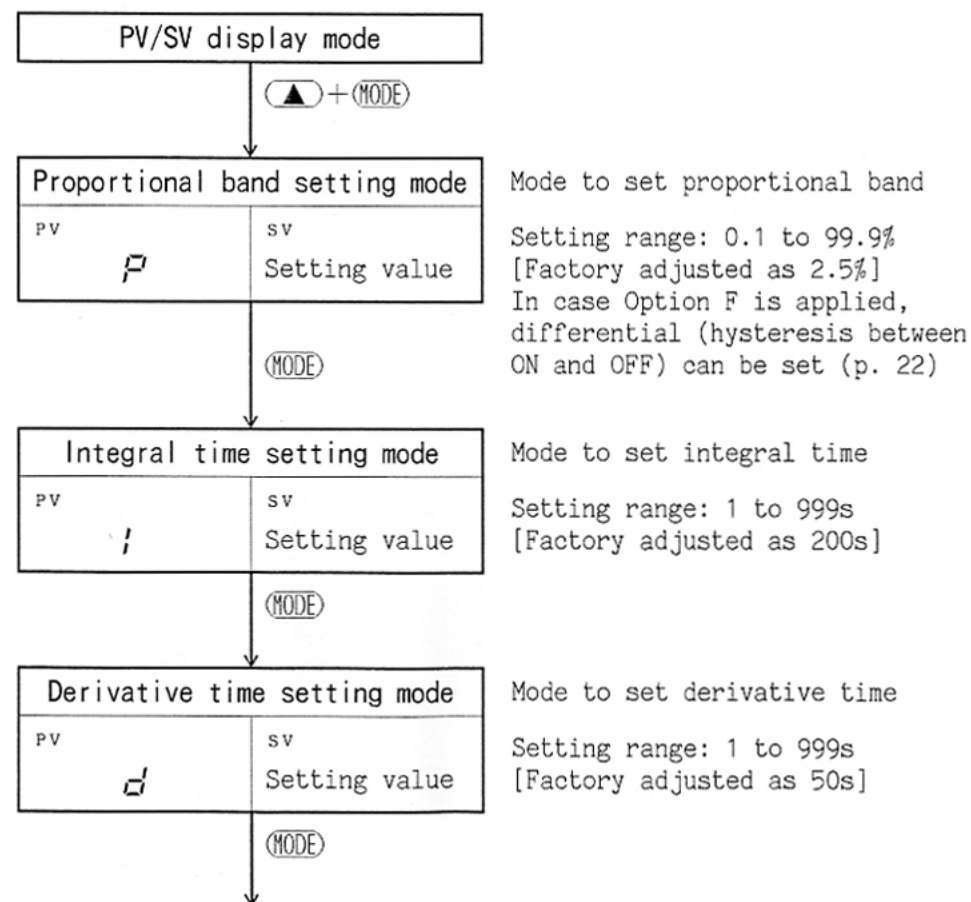 PV/SV display mode
▲+MODE
Proportional band setting mode
PV SV
P Setting value
Mode to set proportional band
Setting range: 0.1 to 99.9%
[Factory adjusted as 2.5%]
In case Option F is applied,
differential (hysteresis between
ON and OFF) can be set (p. 22)
MODE
Integral time setting mode
PV SV
I Setting value
Mode to set integral time
Setting range: 1 to 999s
[Factory adjusted as 200s]
MODE
Derivative time setting mode
PV SV
d Setting value
Mode to set derivative time
Setting range: 1 to 999s
[Factory adjusted as 50s]
MODE